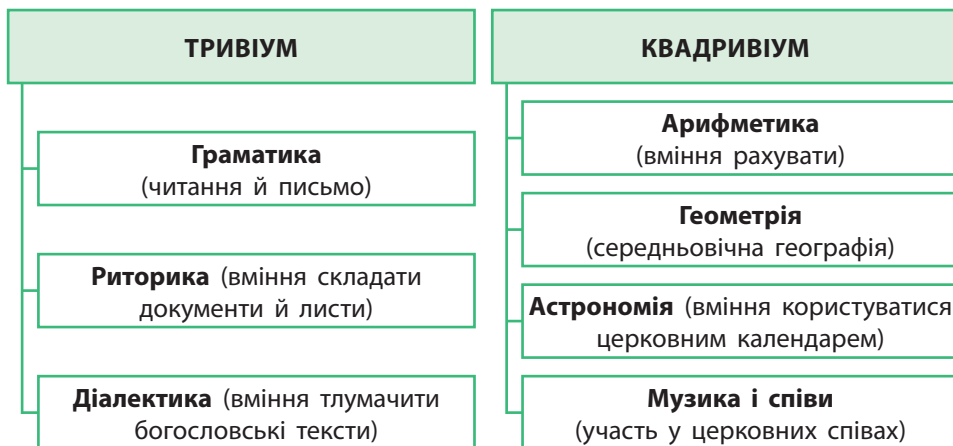 ТРИВІУМ
Граматика
(читання й письмо)
Риторика (вміння складати
документи й листи)
Діалектика (вміння тлумачити
богословські тексти)
КВАДРИВІУМ
Арифметика
(вміння рахувати)
Геометрія
(середньовічна географія)
Астрономія (вміння користуватися
церковним календарем)
Музика і співи
(участь у церковних співах)